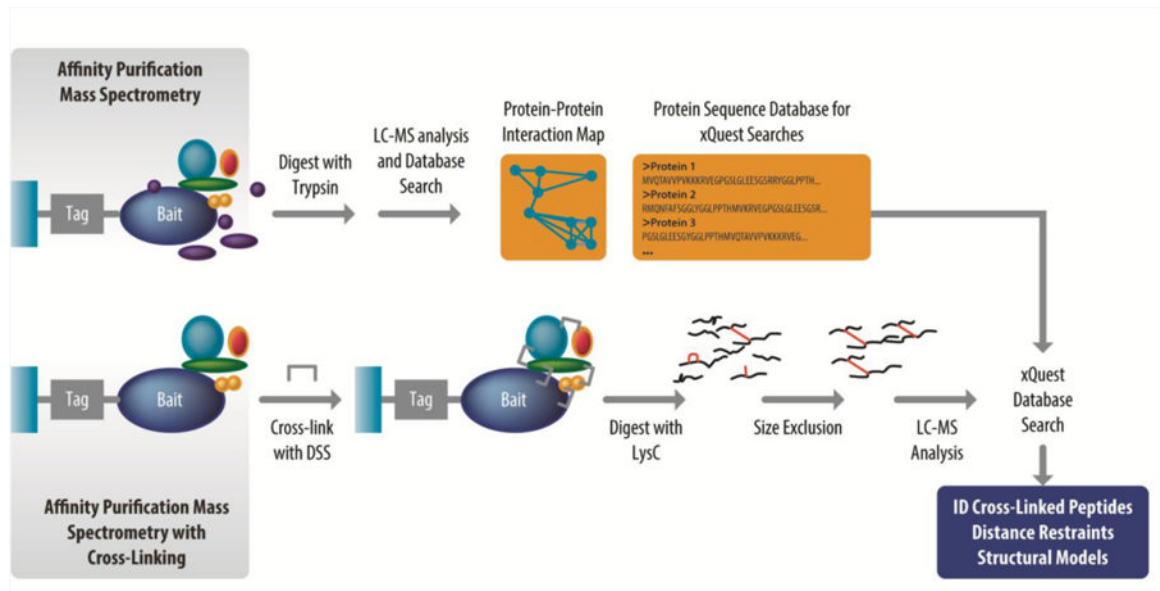 Affinity Purification
Mass Spectrometry
Tag
Bait
Digest with
Trypsin
LC-MS analysis
and Database
Search
Protein-Protein
Interaction Map
Protein Sequence Database for
xQuest Searches
>Protein 1
MVQTAVVPVKKKRVEGPGSLGLEESGSRRYGGLPPTH...
>Protein 2
RMQNFAFSGGLYGGLPPTHMVKRVEGPGSLGLEESGSR...
>Protein 3
PGSLGLEESGYGGLPPTHMVQTAVVPVKKKRVEG...
...
Tag
Bait
Cross-link
with DSS
Tag
Bait
Digest with
LysC
Size Exclusion
LC-MS
Analysis
xQuest
Database
Search
Affinity Purification Mass
Spectrometry with
Cross-Linking
ID Cross-Linked Peptides
Distance Restraints
Structural Models